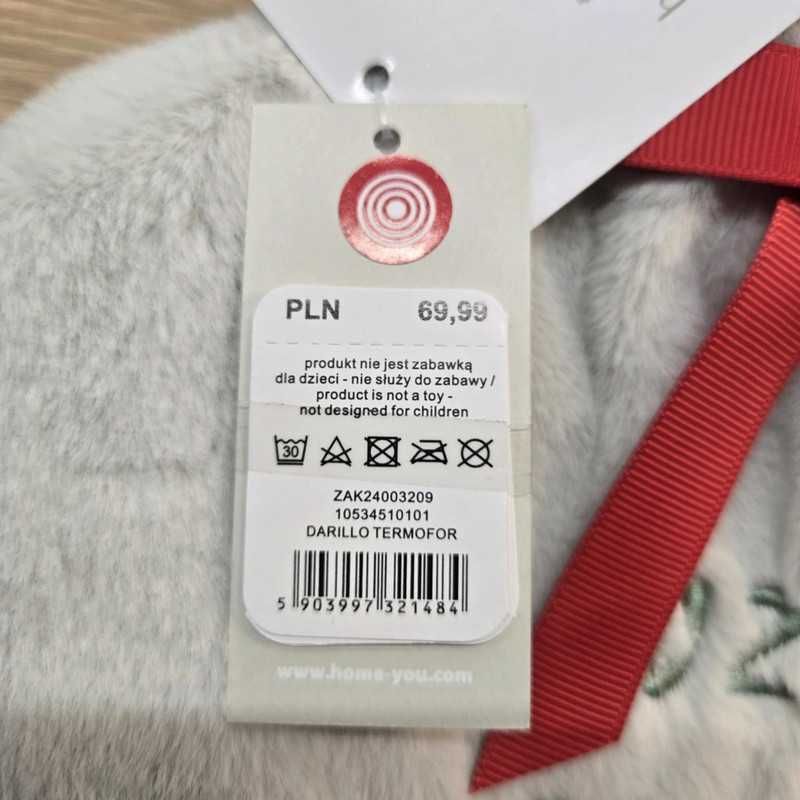 PLN 69,99
produkt nie jest zabawką
dla dzieci - nie służy do zabawy /
product is not a toy -
not designed for children
30
ZAK24003209
10534510101
DARILLO TERMOFOR
5 903997 321484
www.home-you.com